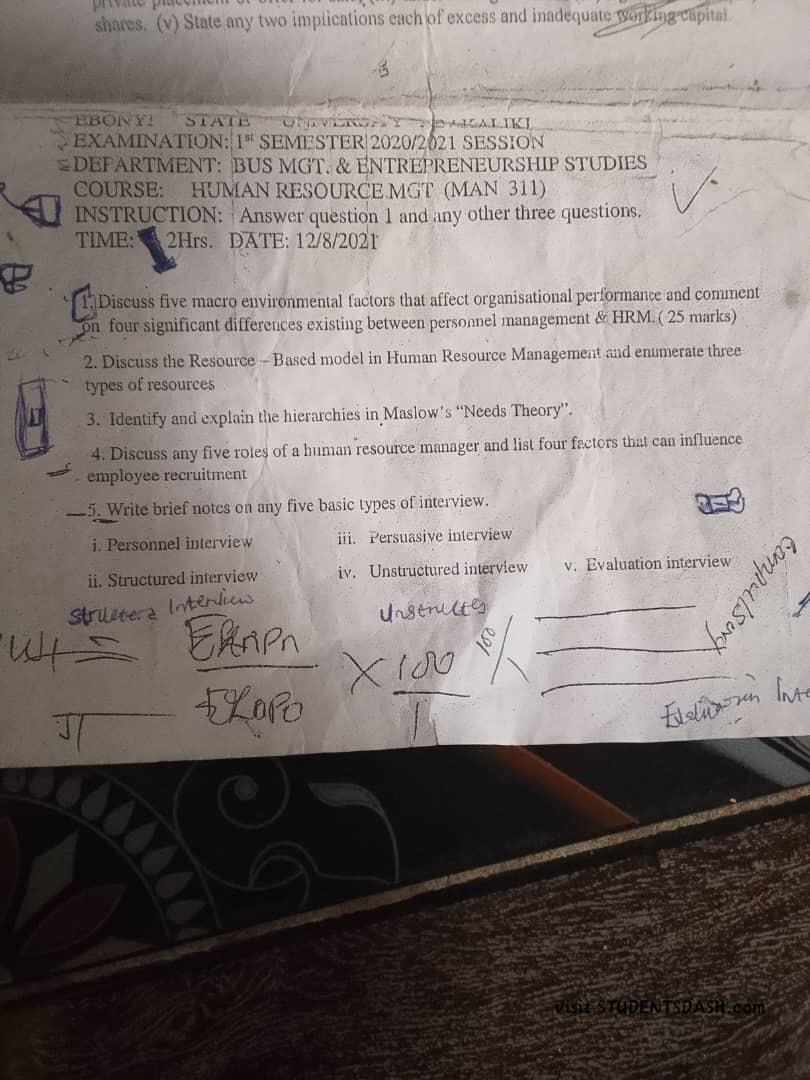 shares. (v) State any two implications each of excess and inadequate working capital.
EBONYI STATE UNIVERSITY ABAKALIKI
EXAMINATION: 1st SEMESTER 2020/2021 SESSION
DEPARTMENT: BUS MGT. & ENTREPRENEURSHIP STUDIES
COURSE: HUMAN RESOURCE MGT (MAN 311)
INSTRUCTION: Answer question 1 and any other three questions.
TIME: 2Hrs. DATE: 12/8/2021
1. Discuss five macro environmental factors that affect organisational performance and comment
on four significant differences existing between personnel management & HRM. ( 25 marks)
2. Discuss the Resource – Based model in Human Resource Management and enumerate three
types of resources
3. Identify and explain the hierarchies in Maslow's "Needs Theory".
4. Discuss any five roles of a human resource manager and list four factors that can influence
employee recruitment
5. Write brief notes on any five basic types of interview.
i. Personnel interview
iii. Persuasive interview
ii. Structured interview
iv. Unstructured interview
v. Evaluation interview
Interview
X 100
1
compulsory
Visit STUDENTSDASH.com